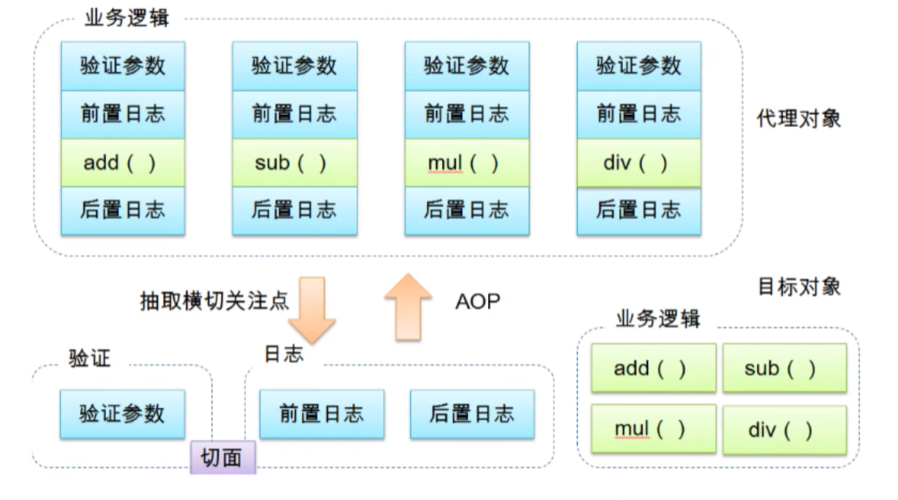 业务逻辑
验证参数 验证参数 验证参数 验证参数
前置日志 前置日志 前置日志 前置日志
代理对象
add（ ） sub（ ） mul（ ） div（ ）
后置日志 后置日志 后置日志 后置日志
抽取横切关注点
AOP
目标对象
验证
日志
业务逻辑
验证参数
前置日志 后置日志
切面
add（ ） sub（ ）
mul（ ） div（ ）